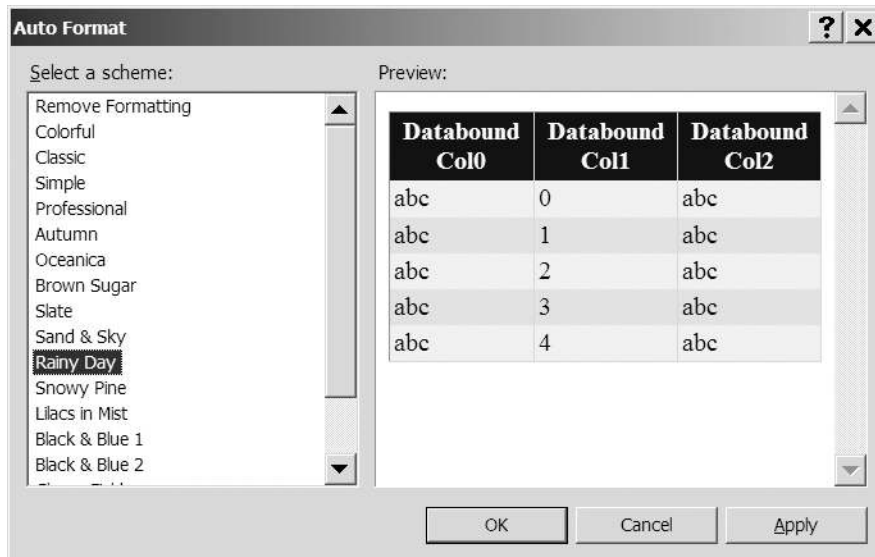 Auto Format
Select a scheme:
Preview:
Remove Formatting
Colorful
Classic
Simple
Professional
Autumn
Oceanica
Brown Sugar
Slate
Sand & Sky
Rainy Day
Snowy Pine
Lilacs in Mist
Black & Blue 1
Black & Blue 2
Databound Col0 Databound Col1 Databound Col2
abc 0 abc
abc 1 abc
abc 2 abc
abc 3 abc
abc 4 abc
OK Cancel Apply